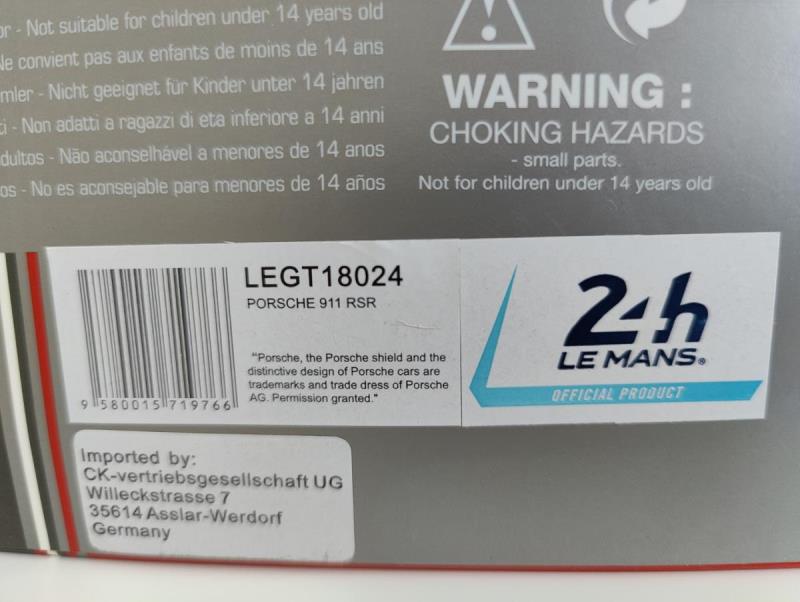 - Not suitable for children under 14 years old
Ne convient pas aux enfants de moins de 14 ans
- Nicht geeignet für Kinder unter 14 jahren
- Non adatti a ragazzi di eta inferiore a 14 anni
- Não aconselhável a menores de 14 anos
- No es aconsejable para menores de 14 años
WARNING :
CHOKING HAZARDS
- small parts.
Not for children under 14 years old
LEGT18024
PORSCHE 911 RSR
"Porsche, the Porsche shield and the
distinctive design of Porsche cars are
trademarks and trade dress of Porsche
AG. Permission granted."
9 580015 719766
24h
LE MANS®
OFFICIAL PRODUCT
Imported by:
CK-vertriebsgesellschaft UG
Willeckstrasse 7
35614 Asslar-Werdorf
Germany